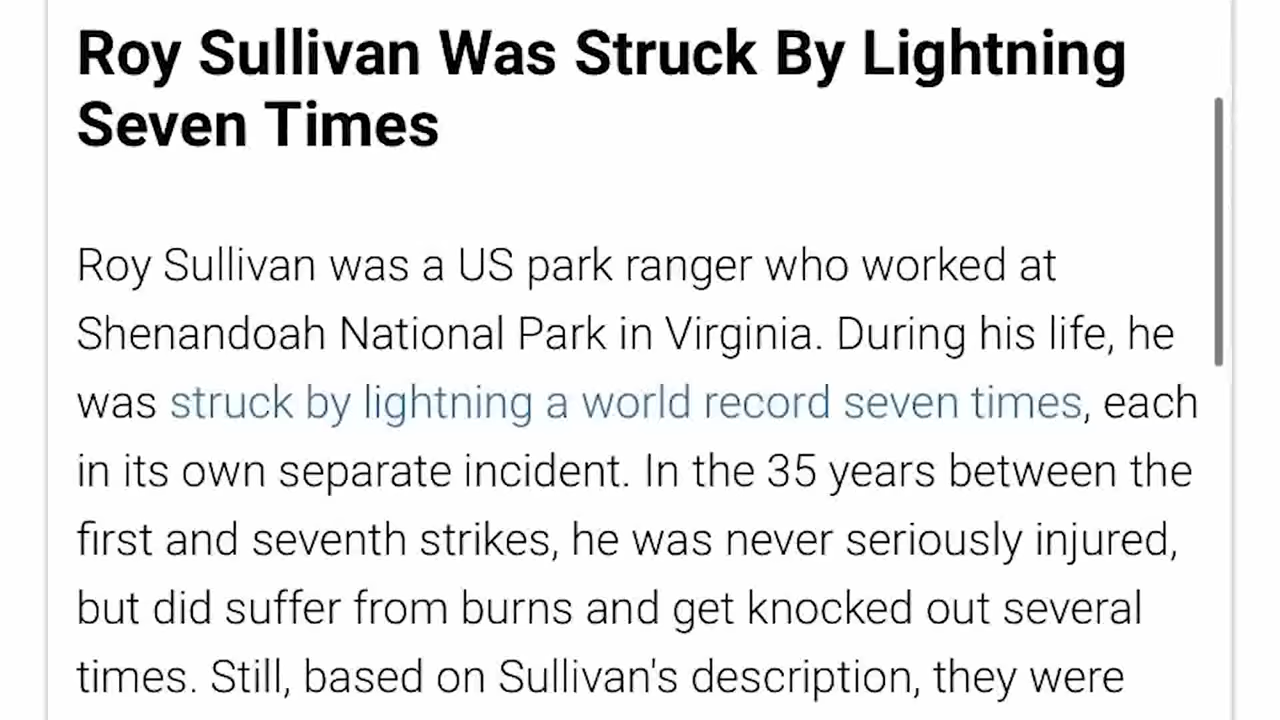 Roy Sullivan Was Struck By Lightning
Seven Times
Roy Sullivan was a US park ranger who worked at
Shenandoah National Park in Virginia. During his life, he
was struck by lightning a world record seven times, each
in its own separate incident. In the 35 years between the
first and seventh strikes, he was never seriously injured,
but did suffer from burns and get knocked out several
times. Still, based on Sullivan's description, they were